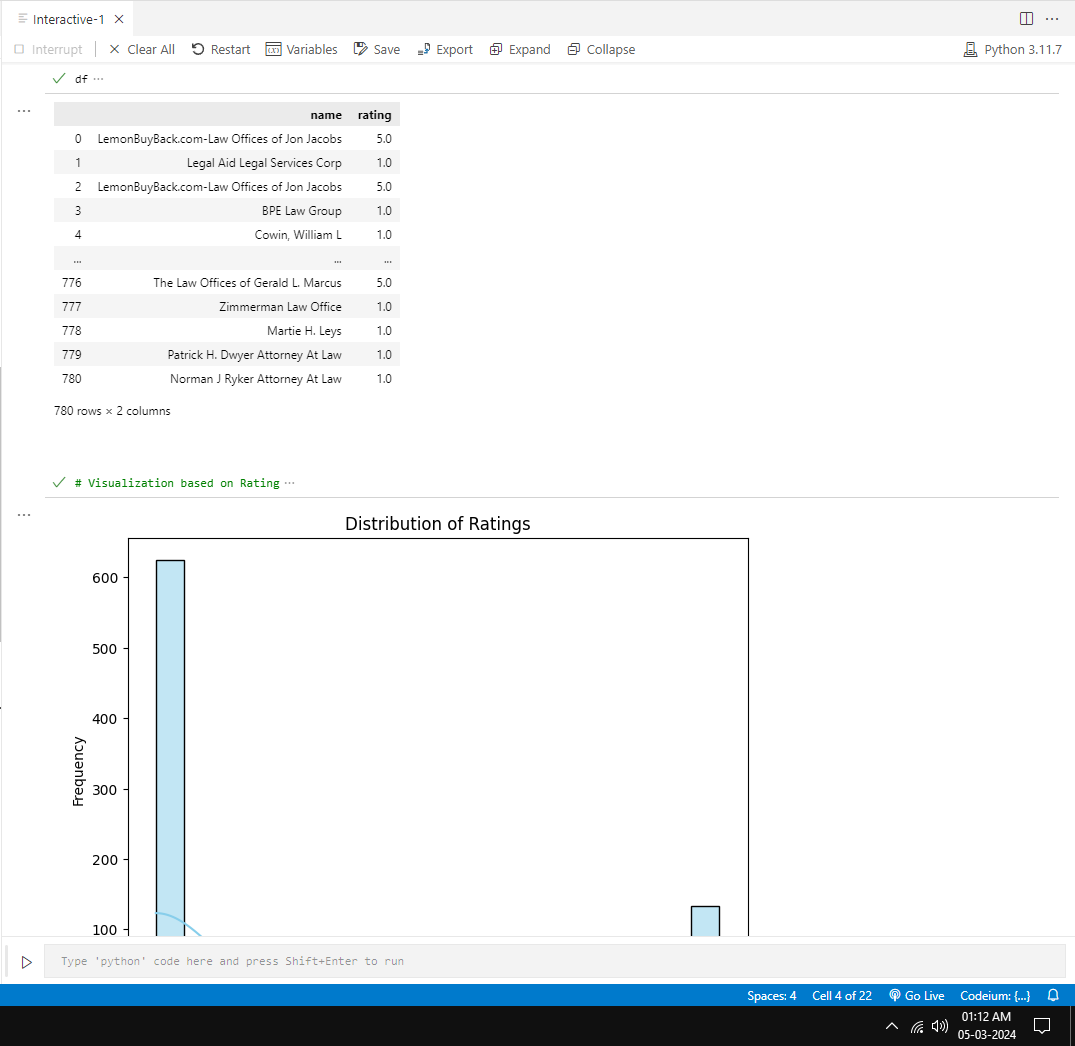 Interactive-1
Interrupt Clear All Restart Variables Save Export Expand Collapse Python 3.11.7
df ...
name rating
0 LemonBuyBack.com-Law Offices of Jon Jacobs 5.0
1 Legal Aid Legal Services Corp 1.0
2 LemonBuyBack.com-Law Offices of Jon Jacobs 5.0
3 BPE Law Group 1.0
4 Cowin, William L 1.0
... ... ...
776 The Law Offices of Gerald L. Marcus 5.0
777 Zimmerman Law Office 1.0
778 Martie H. Leys 1.0
779 Patrick H. Dwyer Attorney At Law 1.0
780 Norman J Ryker Attorney At Law 1.0
780 rows × 2 columns
# Visualization based on Rating ...
Distribution of Ratings
600
500
400
300
200
100
Frequency
Type 'python' code here and press Shift+Enter to run
Spaces: 4 Cell 4 of 22 Go Live Codeium: {...}
01:12 AM
05-03-2024